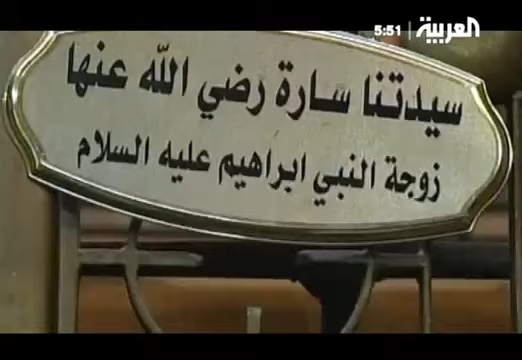 5:51 العربية
سيدتنا سارة رضي الله عنها
زوجة النبي ابراهيم عليه السلام